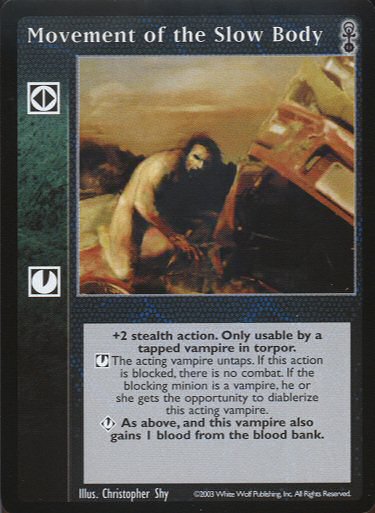 Movement of the Slow Body
+2 stealth action. Only usable by a
tapped vampire in torpor.
The acting vampire untaps. If this action
is blocked, there is no combat. If the
blocking minion is a vampire, he or
she gets the opportunity to diablerize
this acting vampire.
As above, and this vampire also
gains 1 blood from the blood bank.
Illus. Christopher Shy
©2003 White Wolf Publishing, Inc. All Rights Reserved.